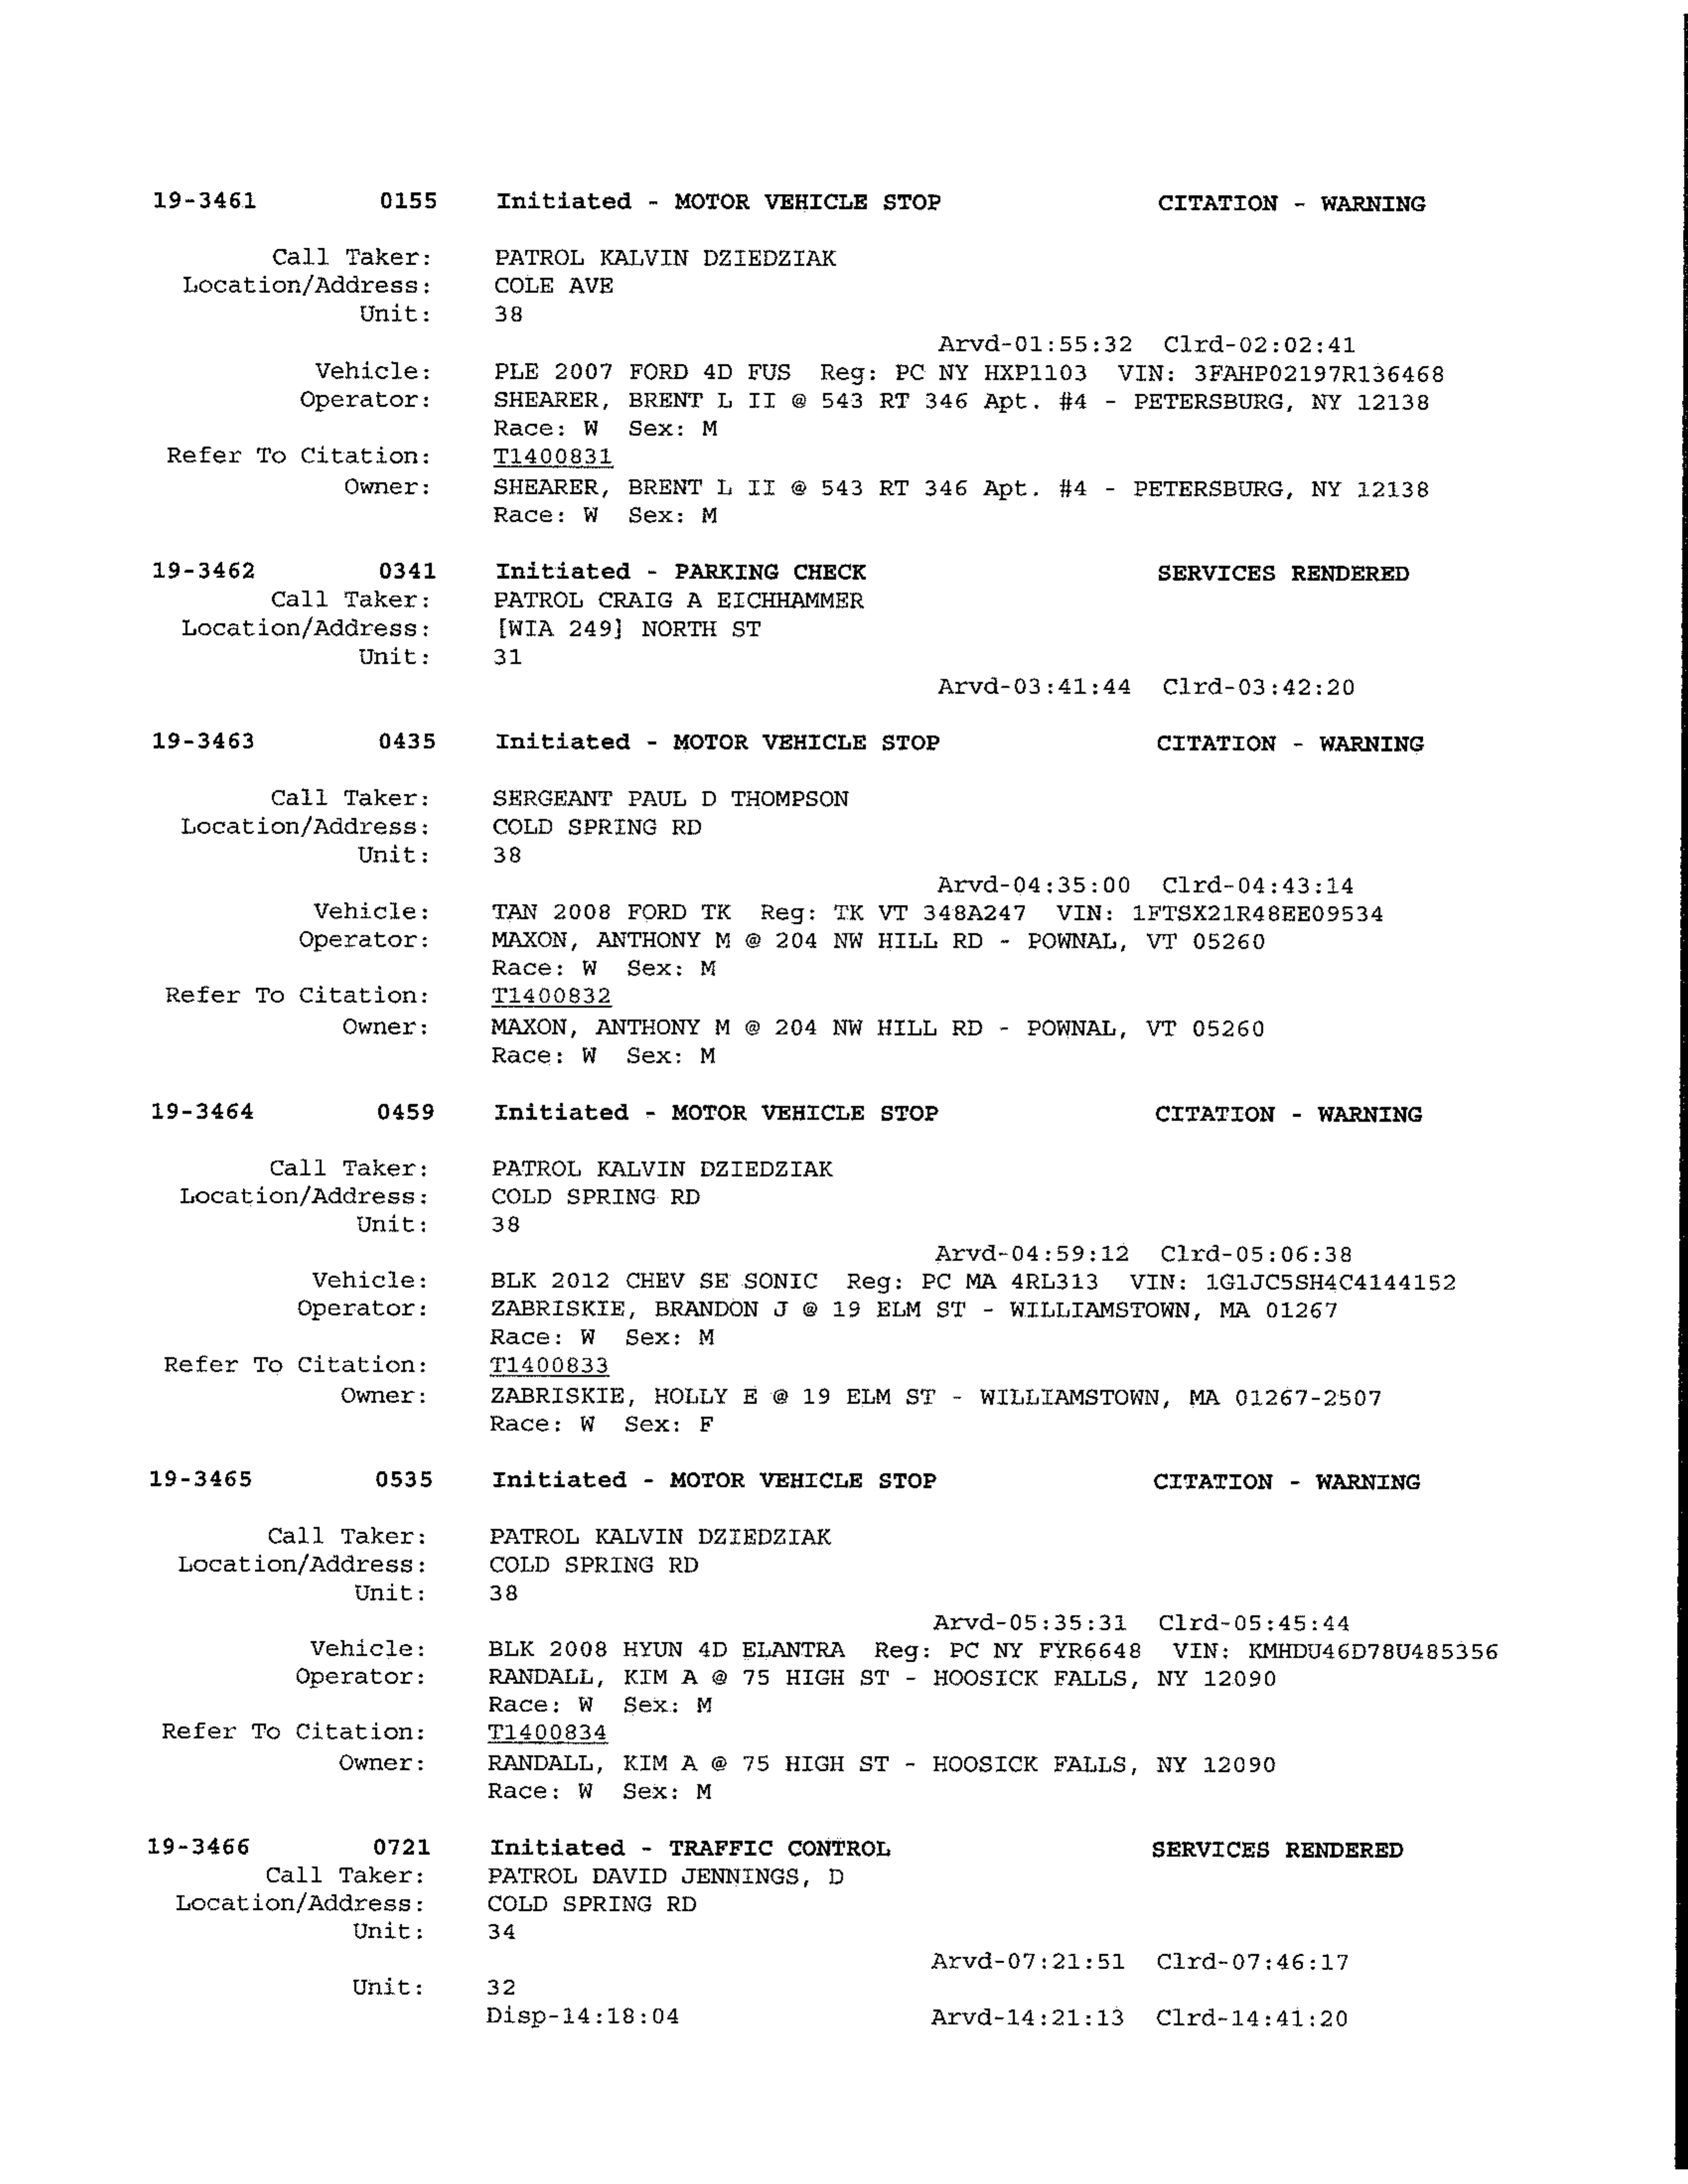 19-3461 0155 Initiated - MOTOR VEHICLE STOP CITATION - WARNING
Call Taker: PATROL KALVIN DZIEDZIAK
Location/Address: COLE AVE
Unit: 38
Arvd-01:55:32 Clrd-02:02:41
Vehicle: PLE 2007 FORD 4D FUS Reg: PC NY HXP1103 VIN: 3FAHP02197R136468
Operator: SHEARER, BRENT L II @ 543 RT 346 Apt. #4 - PETERSBURG, NY 12138
Race: W Sex: M
Refer To Citation: T1400831
Owner: SHEARER, BRENT L II @ 543 RT 346 Apt. #4 - PETERSBURG, NY 12138
Race: W Sex: M
19-3462 0341 Initiated - PARKING CHECK SERVICES RENDERED
Call Taker: PATROL CRAIG A EICHHAMMER
Location/Address: [WIA 249] NORTH ST
Unit: 31
Arvd-03:41:44 Clrd-03:42:20
19-3463 0435 Initiated - MOTOR VEHICLE STOP CITATION - WARNING
Call Taker: SERGEANT PAUL D THOMPSON
Location/Address: COLD SPRING RD
Unit: 38
Arvd-04:35:00 Clrd-04:43:14
Vehicle: TAN 2008 FORD TK Reg: TK VT 348A247 VIN: 1FTSX21R48EE09534
Operator: MAXON, ANTHONY M @ 204 NW HILL RD - POWNAL, VT 05260
Race: W Sex: M
Refer To Citation: T1400832
Owner: MAXON, ANTHONY M @ 204 NW HILL RD - POWNAL, VT 05260
Race: W Sex: M
19-3464 0459 Initiated - MOTOR VEHICLE STOP CITATION - WARNING
Call Taker: PATROL KALVIN DZIEDZIAK
Location/Address: COLD SPRING RD
Unit: 38
Arvd-04:59:12 Clrd-05:06:38
Vehicle: BLK 2012 CHEV SE SONIC Reg: PC MA 4RL313 VIN: 1G1JC5SH4C4144152
Operator: ZABRISKIE, BRANDON J @ 19 ELM ST - WILLIAMSTOWN, MA 01267
Race: W Sex: M
Refer To Citation: T1400833
Owner: ZABRISKIE, HOLLY E @ 19 ELM ST - WILLIAMSTOWN, MA 01267-2507
Race: W Sex: F
19-3465 0535 Initiated - MOTOR VEHICLE STOP CITATION - WARNING
Call Taker: PATROL KALVIN DZIEDZIAK
Location/Address: COLD SPRING RD
Unit: 38
Arvd-05:35:31 Clrd-05:45:44
Vehicle: BLK 2008 HYUN 4D ELANTRA Reg: PC NY FYR6648 VIN: KMHDU46D78U485356
Operator: RANDALL, KIM A @ 75 HIGH ST - HOOSICK FALLS, NY 12090
Race: W Sex: M
Refer To Citation: T1400834
Owner: RANDALL, KIM A @ 75 HIGH ST - HOOSICK FALLS, NY 12090
Race: W Sex: M
19-3466 0721 Initiated - TRAFFIC CONTROL SERVICES RENDERED
Call Taker: PATROL DAVID JENNINGS, D
Location/Address: COLD SPRING RD
Unit: 34
Arvd-07:21:51 Clrd-07:46:17
Unit: 32
Disp-14:18:04 Arvd-14:21:13 Clrd-14:41:20